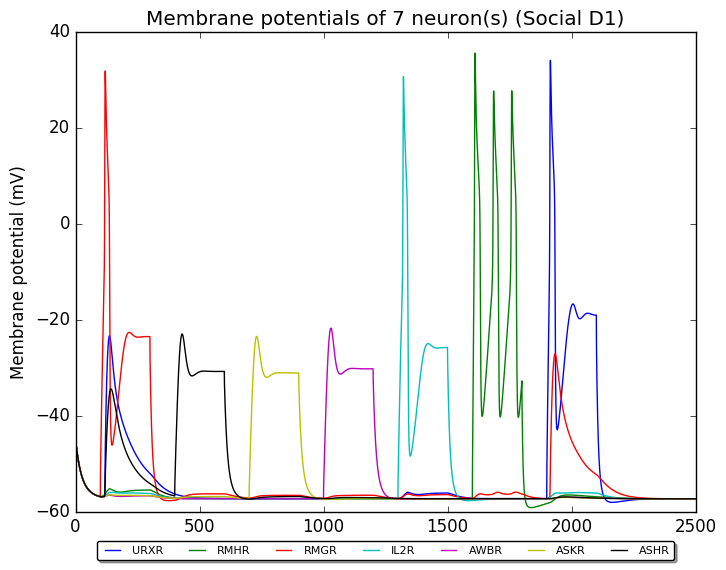 Membrane potentials of 7 neuron(s) (Social D1)
Membrane potential (mV)
40
20
0
−20
−40
−60
0 500 1000 1500 2000 2500
URXR RMHR RMGR IL2R AWBR ASKR ASHR